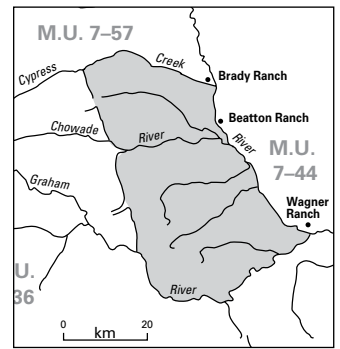 M.U. 7–57
Cypress
Creek
Brady Ranch
Beatton Ranch
Chowade
River
River
M.U.
7–44
Graham
Wagner
Ranch
U.
36
River
0 20
km